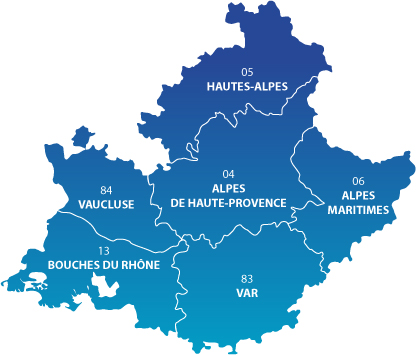 05
HAUTES-ALPES
04
ALPES
DE HAUTE-PROVENCE
06
ALPES
MARITIMES
84
VAUCLUSE
13
BOUCHES DU RHÔNE
83
VAR